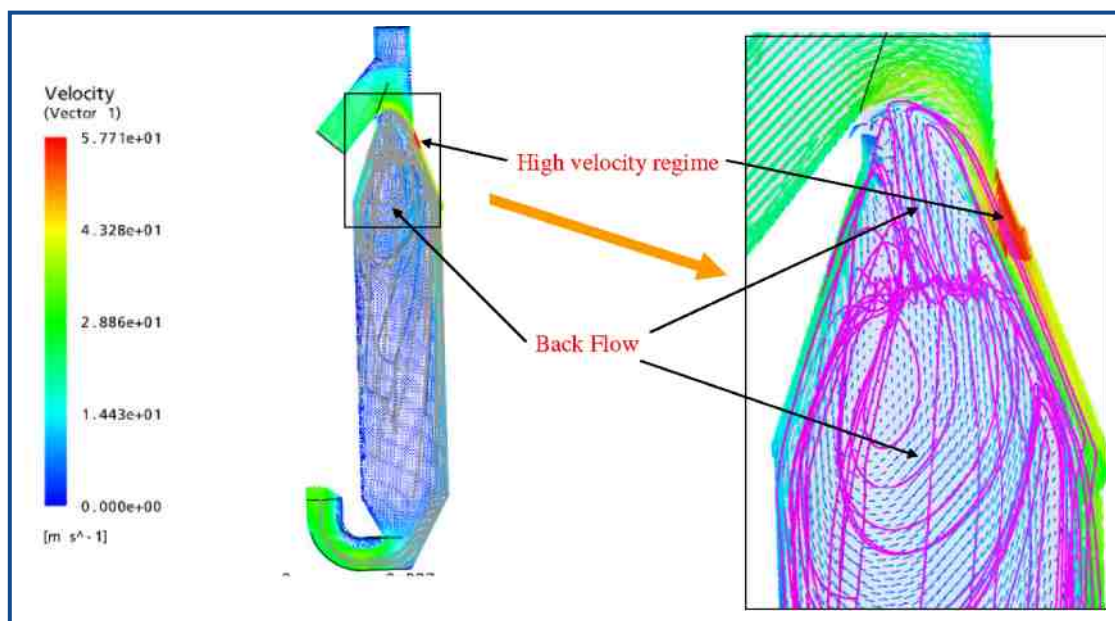 Velocity
(Vector 1)
5.771e+01
4.328e+01
2.886e+01
1.443e+01
0.000e+00
[m s^-1]
High velocity regime
Back Flow